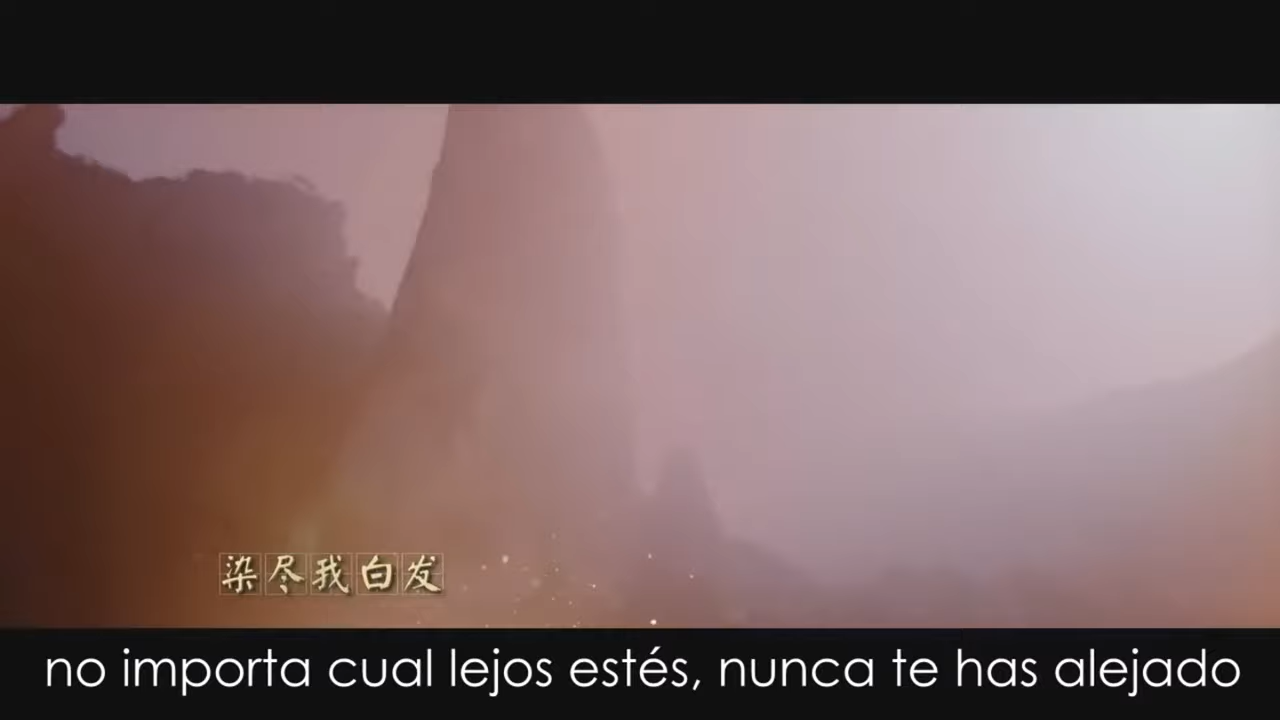 染尽我白发
no importa cual lejos estés, nunca te has alejado